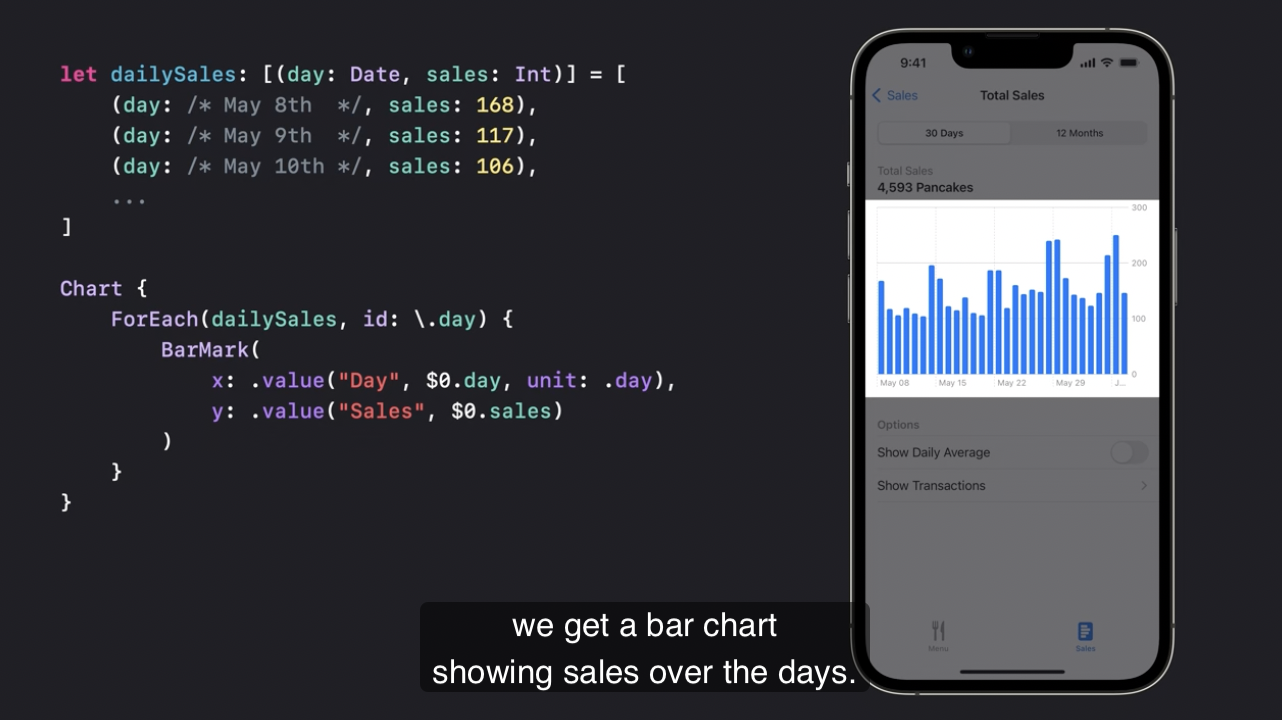 let dailySales: [(day: Date, sales: Int)] = [
    (day: /* May 8th  */, sales: 168),
    (day: /* May 9th  */, sales: 117),
    (day: /* May 10th */, sales: 106),
    ...
]
Chart {
    ForEach(dailySales, id: \.day) {
        BarMark(
            x: .value("Day", $0.day, unit: .day),
            y: .value("Sales", $0.sales)
        )
    }
}
9:41
Sales Total Sales
30 Days 12 Months
Total Sales
4,593 Pancakes
300
200
100
0
May 08 May 15 May 22 May 29 J...
Options
Show Daily Average
Show Transactions
Menu Sales
we get a bar chart
showing sales over the days.